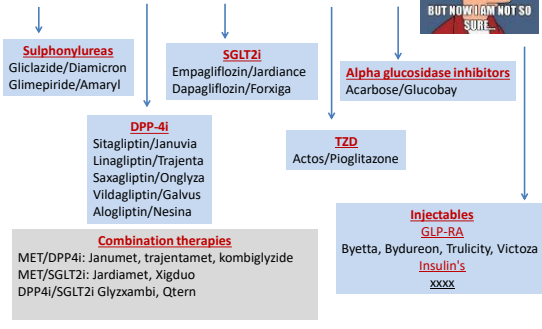 BUT NOW I AM NOT SO
SURE...
Sulphonylureas
Gliclazide/Diamicron
Glimepiride/Amaryl
SGLT2i
Empagliflozin/Jardiance
Dapagliflozin/Forxiga
Alpha glucosidase inhibitors
Acarbose/Glucobay
DPP-4i
Sitagliptin/Januvia
Linagliptin/Trajenta
Saxagliptin/Onglyza
Vildagliptin/Galvus
Alogliptin/Nesina
TZD
Actos/Pioglitazone
Combination therapies
MET/DPP4i: Janumet, trajentamet, kombiglyzide
MET/SGLT2i: Jardiamet, Xigduo
DPP4i/SGLT2i Glyzxambi, Qtern
Injectables
GLP-RA
Byetta, Bydureon, Trulicity, Victoza
Insulin's
xxxx